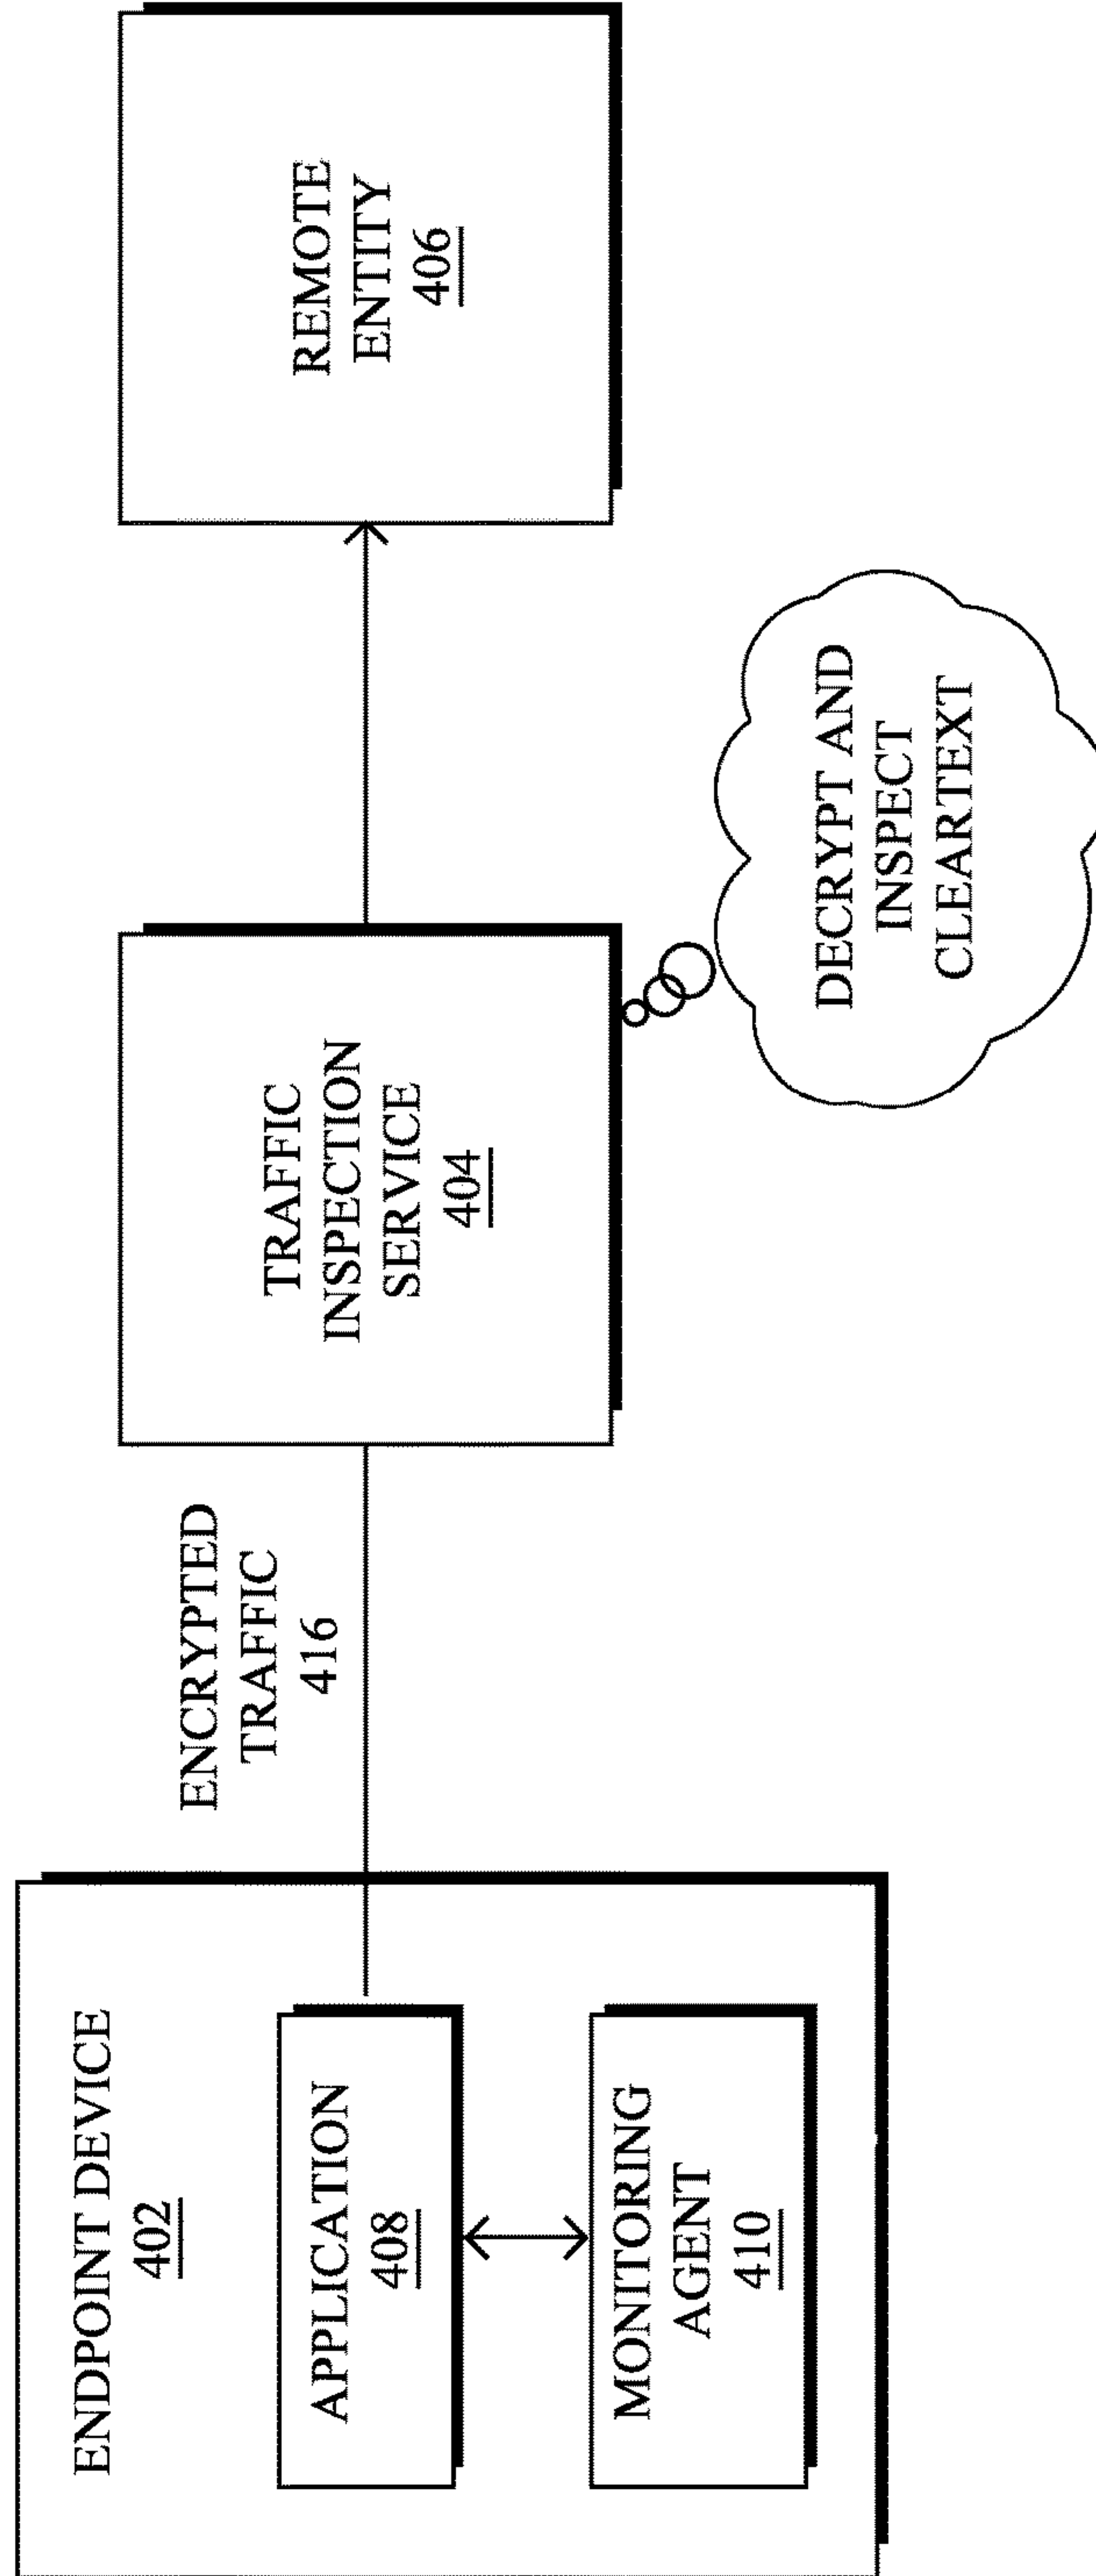 ENDPOINT DEVICE
402
APPLICATION
408
MONITORING
AGENT
410
ENCRYPTED
TRAFFIC
416
TRAFFIC
INSPECTION
SERVICE
404
DECRYPT AND
INSPECT
CLEARTEXT
REMOTE
ENTITY
406